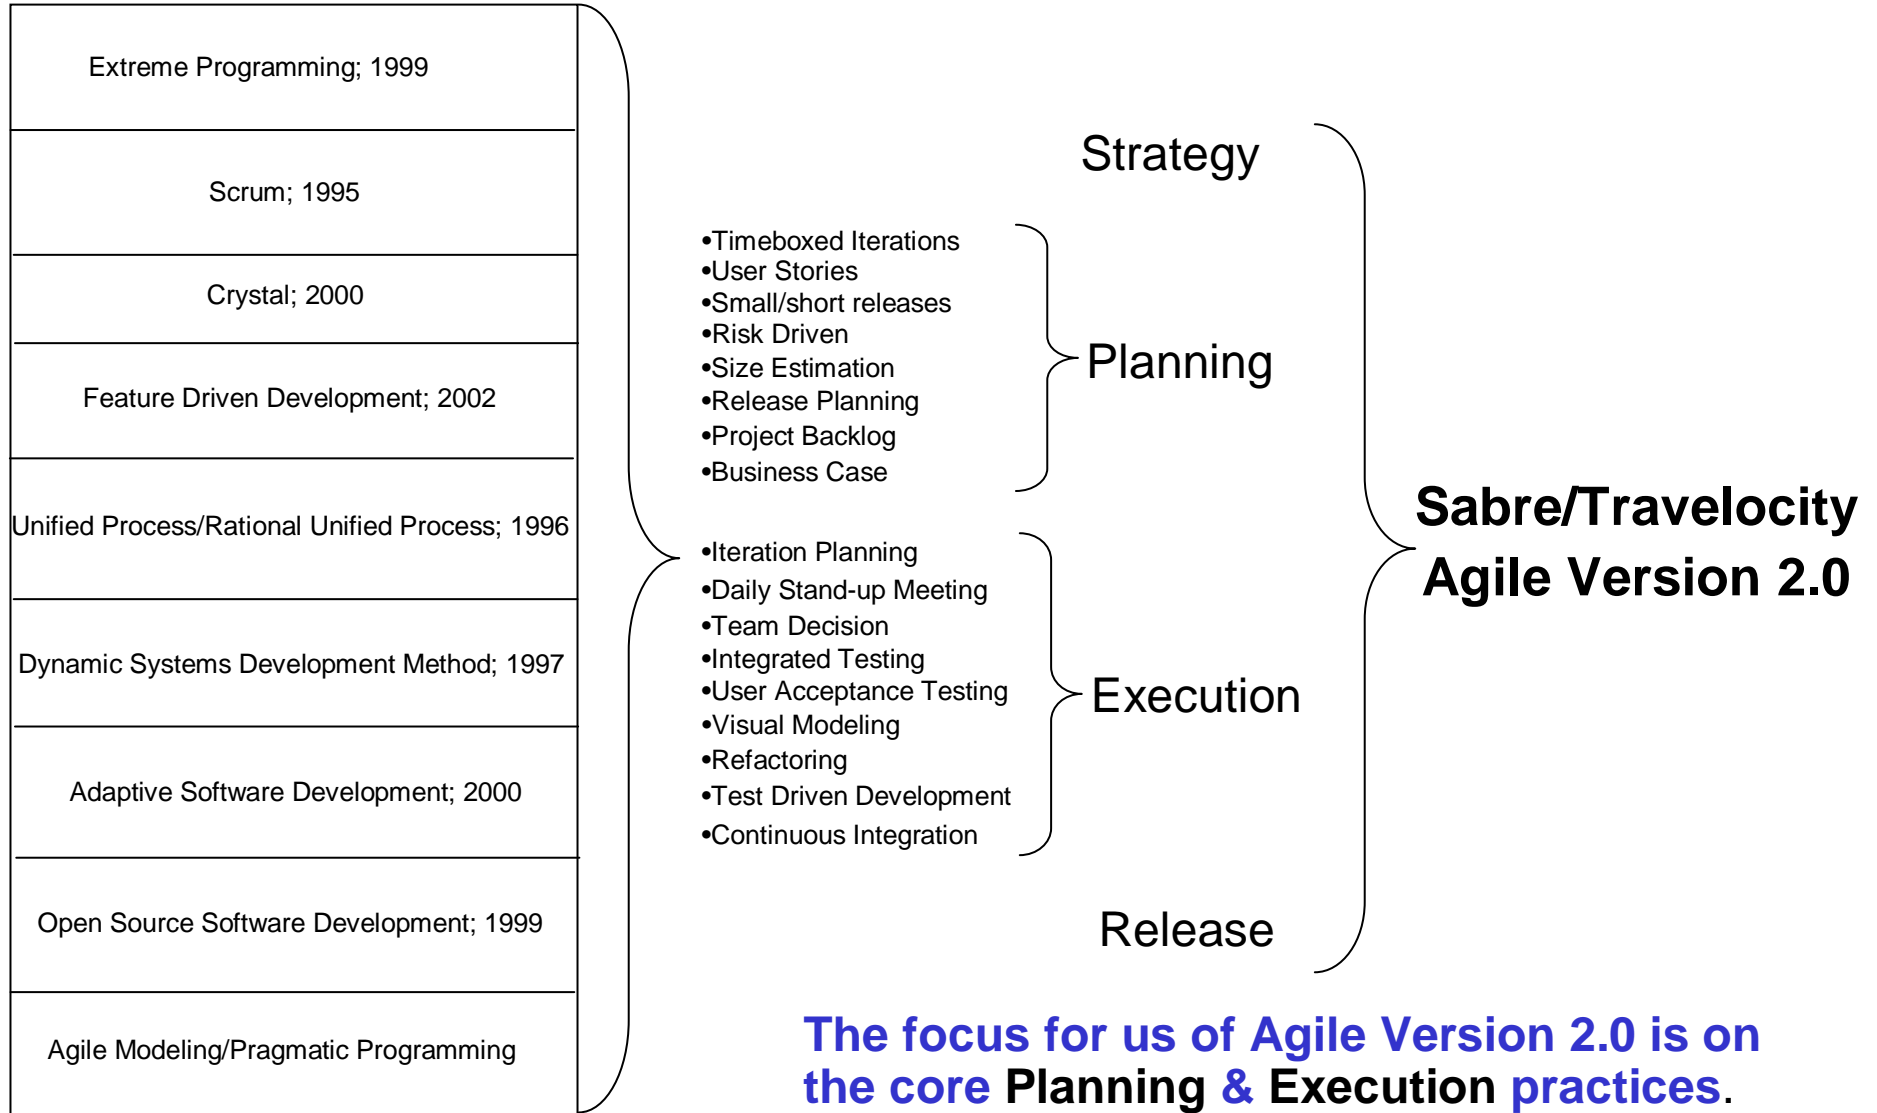 Extreme Programming; 1999
Scrum; 1995
Crystal; 2000
Feature Driven Development; 2002
Unified Process/Rational Unified Process; 1996
Dynamic Systems Development Method; 1997
Adaptive Software Development; 2000
Open Source Software Development; 1999
Agile Modeling/Pragmatic Programming
•Timeboxed Iterations
•User Stories
•Small/short releases
•Risk Driven
•Size Estimation
•Release Planning
•Project Backlog
•Business Case
•Iteration Planning
•Daily Stand-up Meeting
•Team Decision
•Integrated Testing
•User Acceptance Testing
•Visual Modeling
•Refactoring
•Test Driven Development
•Continuous Integration
Strategy
Planning
Execution
Release
Sabre/Travelocity
Agile Version 2.0
The focus for us of Agile Version 2.0 is on
the core Planning & Execution practices.